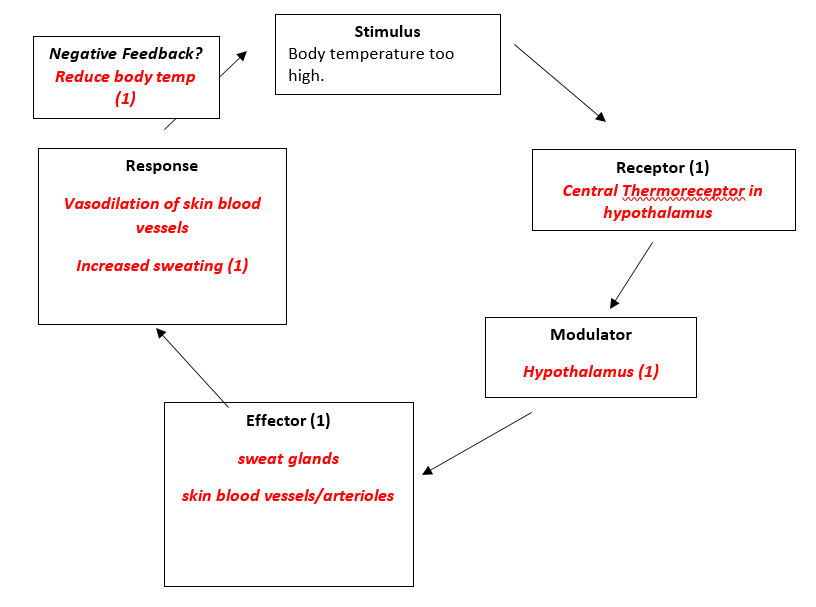 Stimulus
Body temperature too
high.
Negative Feedback?
Reduce body temp
(1)
Receptor (1)
Central Thermoreceptor in
hypothalamus
Response
Vasodilation of skin blood
vessels
Increased sweating (1)
Modulator
Hypothalamus (1)
Effector (1)
sweat glands
skin blood vessels/arterioles